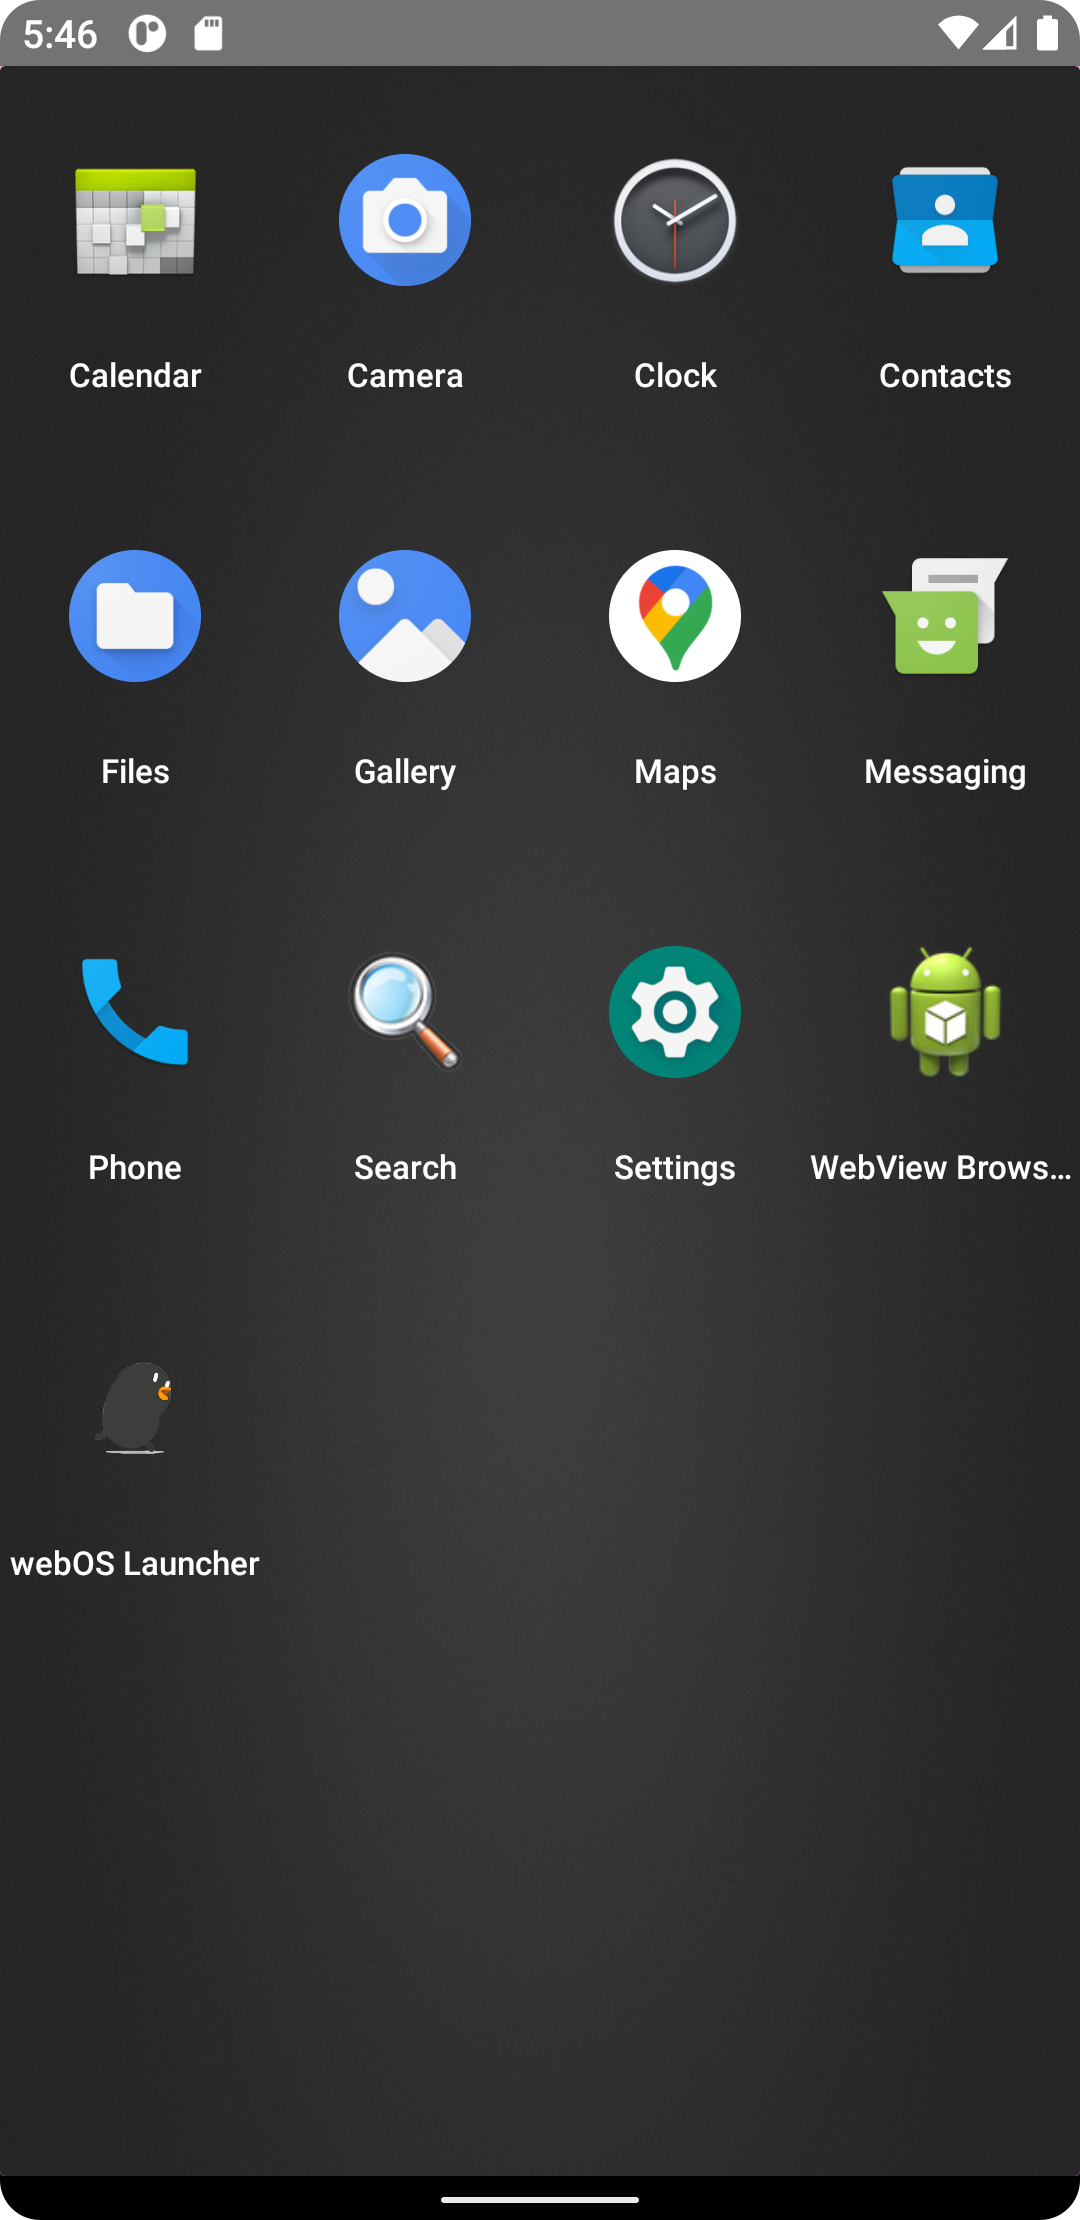 5:46
Calendar Camera Clock Contacts
Files Gallery Maps Messaging
Phone Search Settings WebView Brows...
webOS Launcher